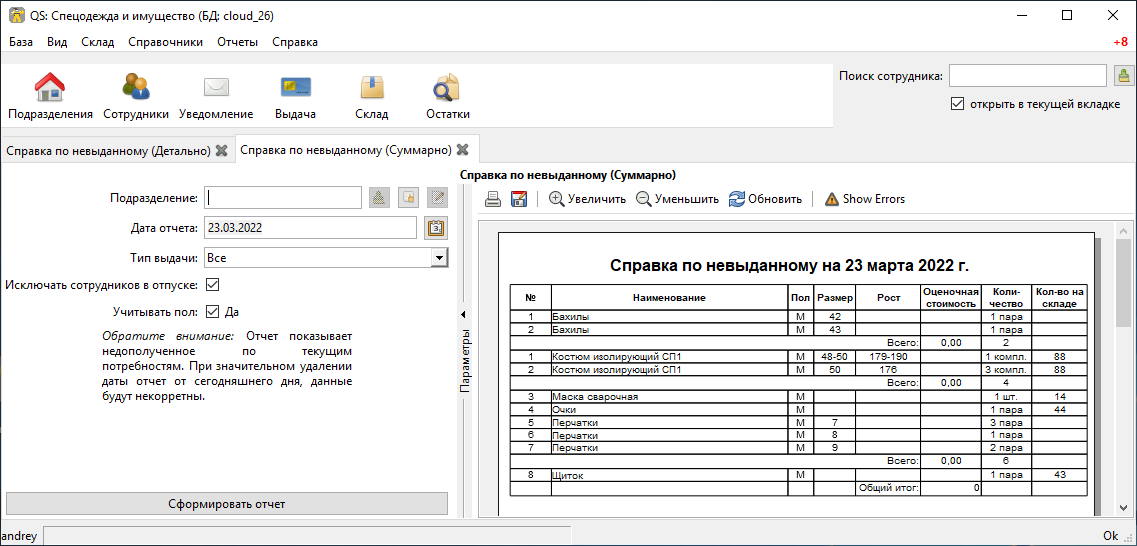 QS: Спецодежда и имущество (БД: cloud_26)
База Вид Склад Справочники Отчеты Справка +8
Подразделения Сотрудники Уведомление Выдача Склад Остатки
Поиск сотрудника:
открыть в текущей вкладке
Справка по невыданному (Детально) Справка по невыданному (Суммарно)
Подразделение:
Дата отчета: 23.03.2022
Тип выдачи: Все
Исключать сотрудников в отпуске:
Учитывать пол: Да
Обратите внимание: Отчет показывает
недополученное по текущим
потребностям. При значительном удалении
даты отчет от сегодняшнего дня, данные
будут некорретны.
Сформировать отчет
Параметры
Справка по невыданному (Суммарно)
Увеличить Уменьшить Обновить Show Errors
Справка по невыданному на 23 марта 2022 г.
№ Наименование Пол Размер Рост Оценочная стоимость Коли-чество Кол-во на складе
1 Бахилы М 42 1 пара
2 Бахилы М 43 1 пара
Всего: 0,00 2
1 Костюм изолирующий СП1 М 48-50 179-190 1 компл. 88
2 Костюм изолирующий СП1 М 50 176 3 компл. 88
Всего: 0,00 4
3 Маска сварочная М 1 шт. 14
4 Очки М 1 пара 44
5 Перчатки М 7 3 пара
6 Перчатки М 8 1 пара
7 Перчатки М 9 2 пара
Всего: 0,00 6
8 Щиток М 1 пара 43
Общий итог: 0
andrey Ok